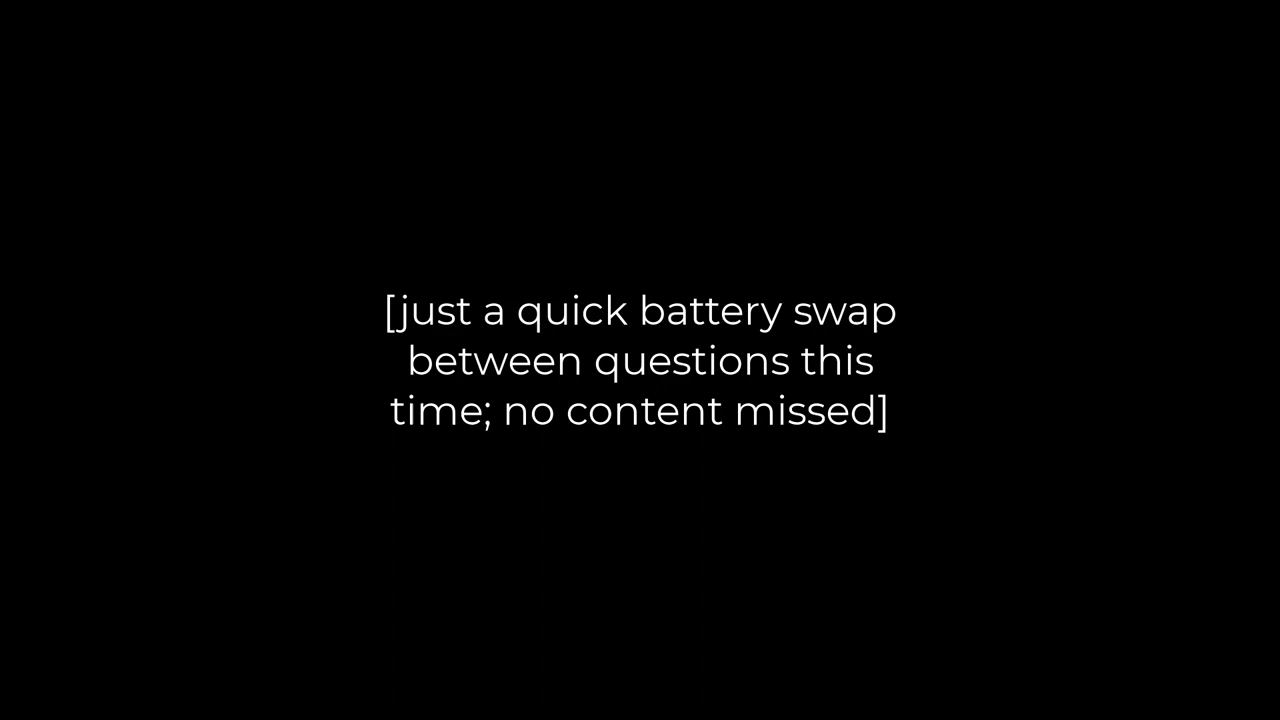 [just a quick battery swap
between questions this
time; no content missed]